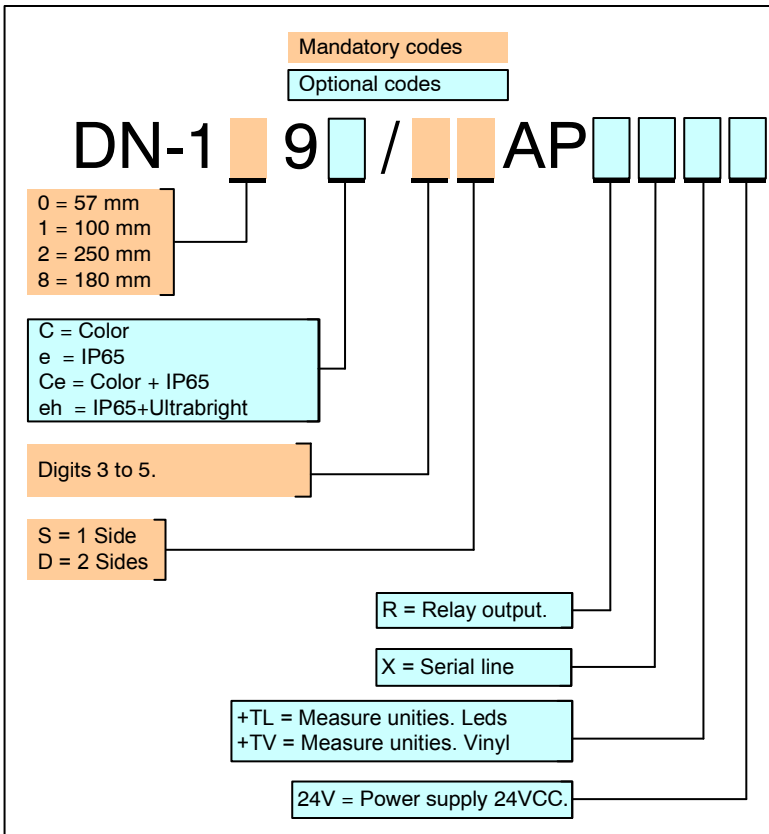 Mandatory codes
Optional codes
DN-1 9 / AP
0 = 57 mm
1 = 100 mm
2 = 250 mm
8 = 180 mm
C = Color
e = IP65
Ce = Color + IP65
eh = IP65+Ultrabright
Digits 3 to 5.
S = 1 Side
D = 2 Sides
R = Relay output.
X = Serial line
+TL = Measure unities. Leds
+TV = Measure unities. Vinyl
24V = Power supply 24VCC.